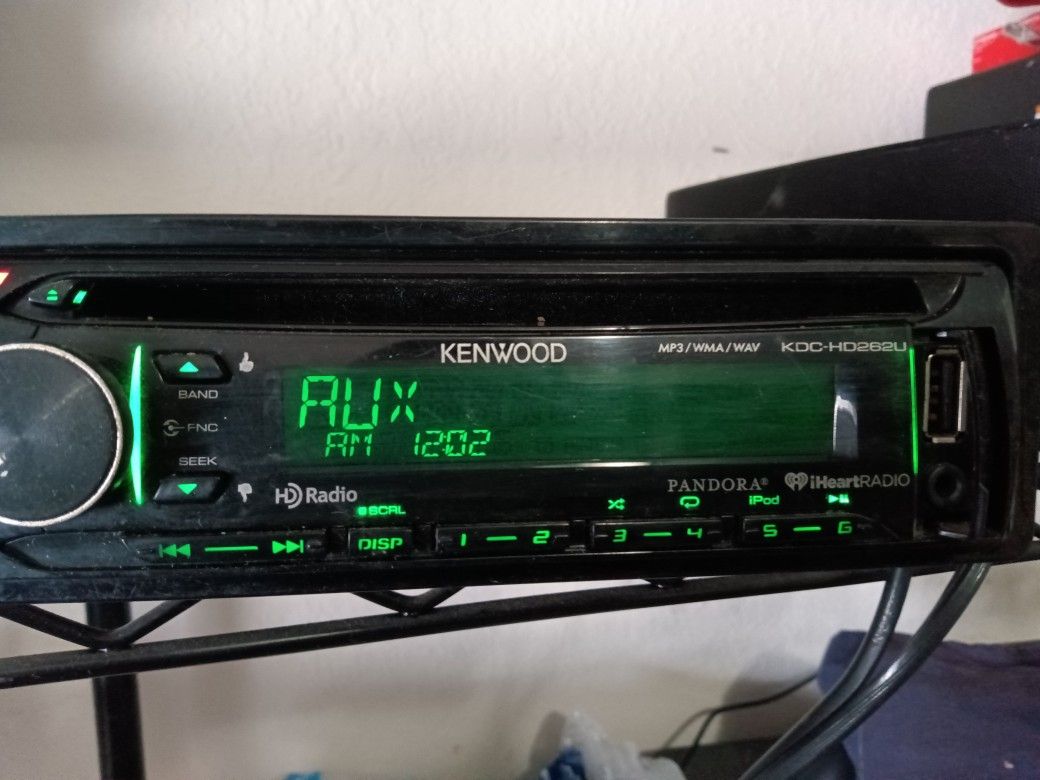 KENWOOD
MP3/WMA/WAV KDC-HD262U
BAND
AUX
FNC
AM 12:02
SEEK
HD Radio
PANDORA® iHeartRADIO
SCRL
iPod
DISP
1 2
3 4
5 6